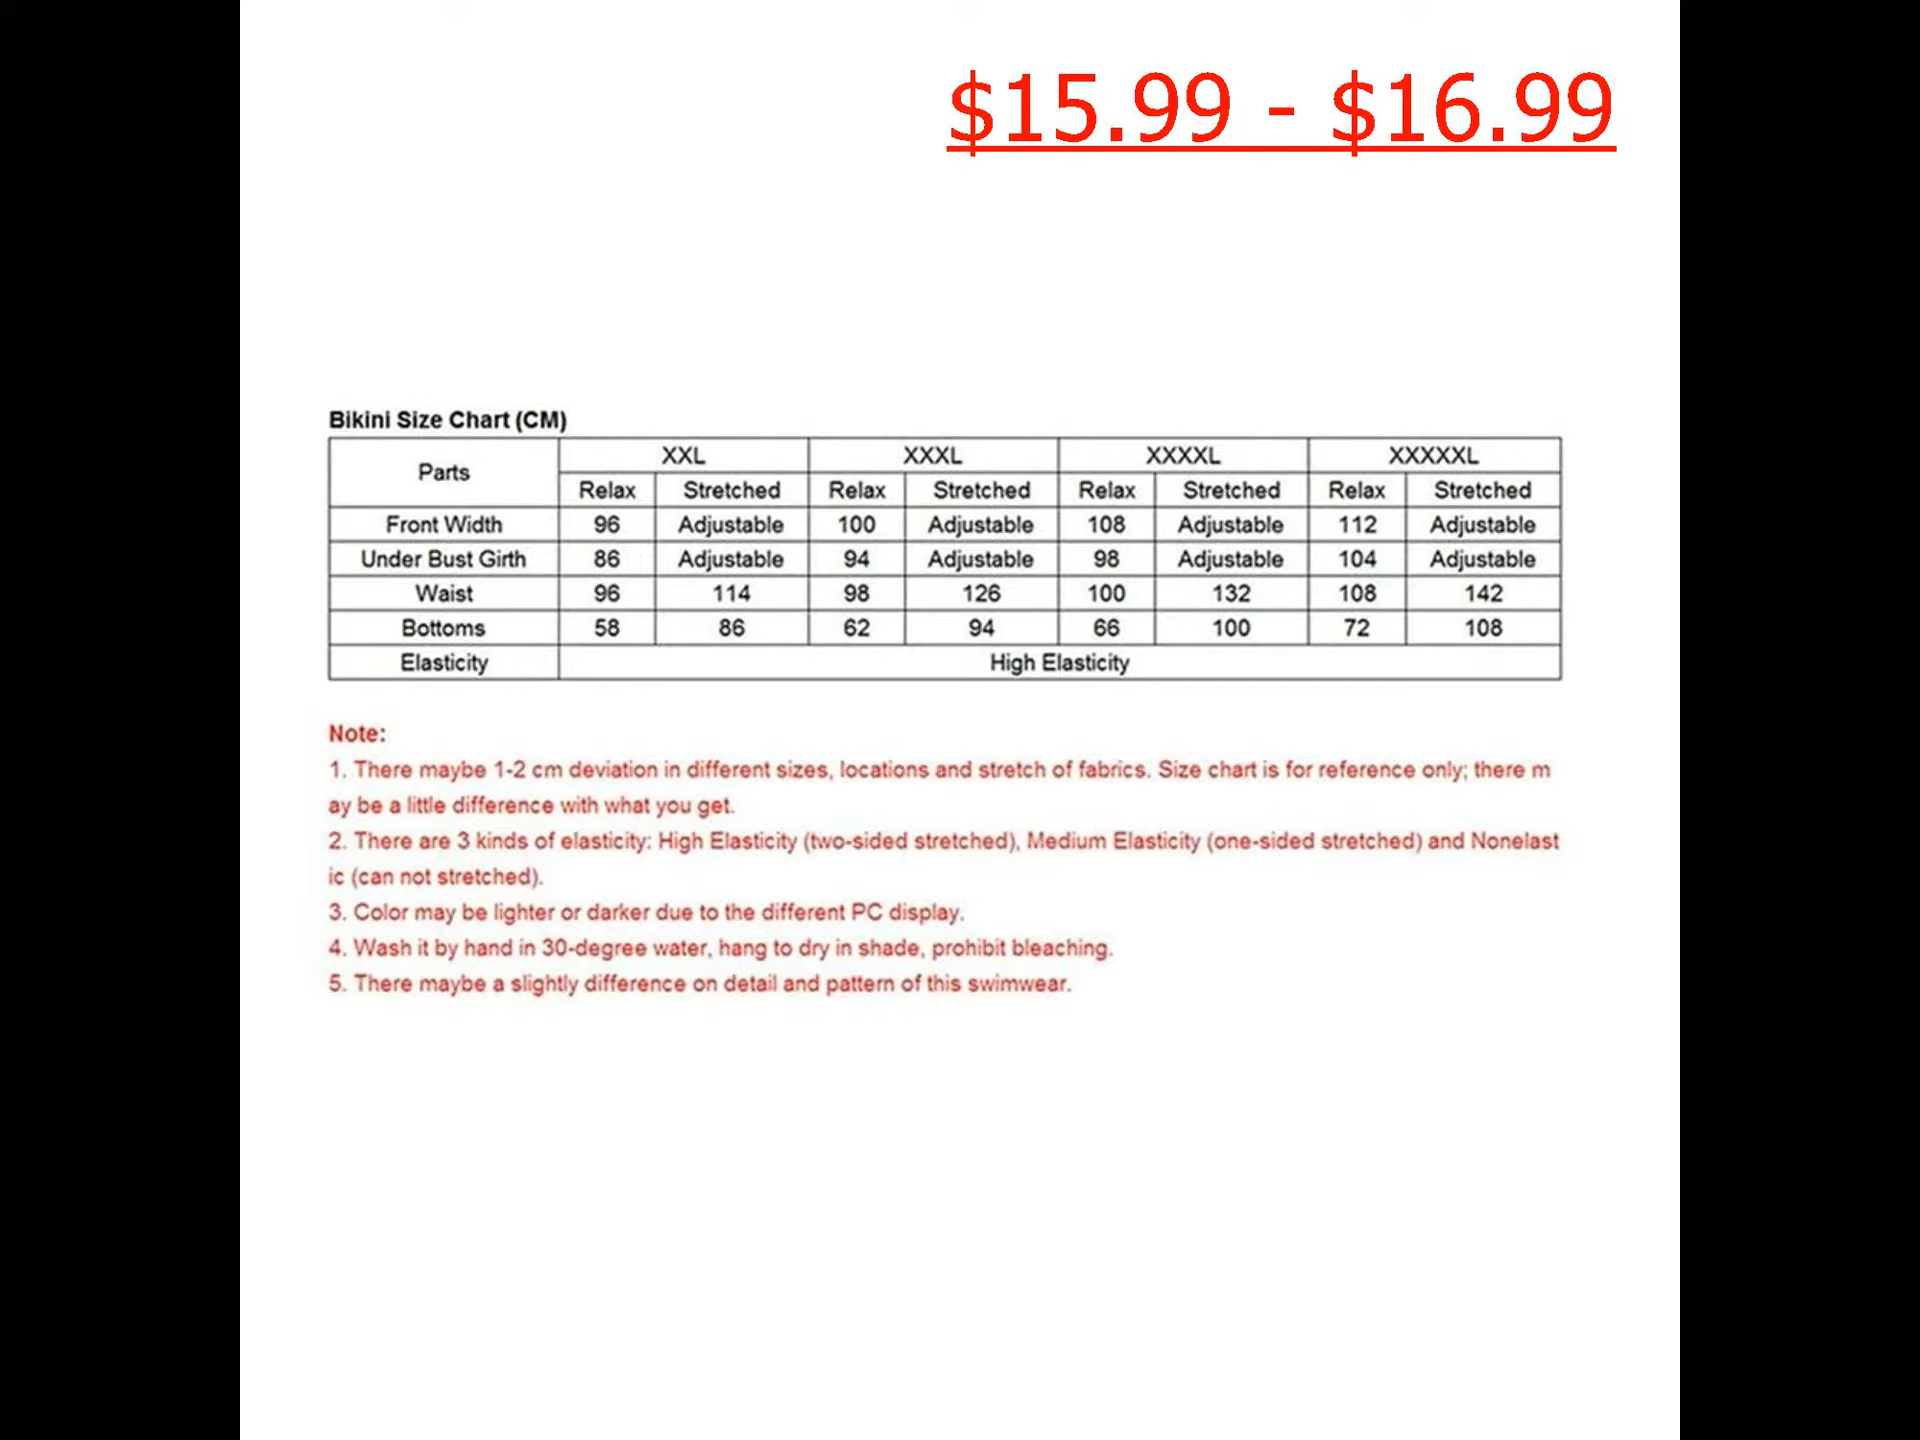 $15.99 - $16.99
Bikini Size Chart (CM)
Parts XXL XXXL XXXXL XXXXXL
Relax Stretched Relax Stretched Relax Stretched Relax Stretched
Front Width 96 Adjustable 100 Adjustable 108 Adjustable 112 Adjustable
Under Bust Girth 86 Adjustable 94 Adjustable 98 Adjustable 104 Adjustable
Waist 96 114 98 126 100 132 108 142
Bottoms 58 86 62 94 66 100 72 108
Elasticity High Elasticity
Note:
1. There maybe 1-2 cm deviation in different sizes, locations and stretch of fabrics. Size chart is for reference only; there m
ay be a little difference with what you get.
2. There are 3 kinds of elasticity: High Elasticity (two-sided stretched), Medium Elasticity (one-sided stretched) and Nonelast
ic (can not stretched).
3. Color may be lighter or darker due to the different PC display.
4. Wash it by hand in 30-degree water, hang to dry in shade, prohibit bleaching.
5. There maybe a slightly difference on detail and pattern of this swimwear.